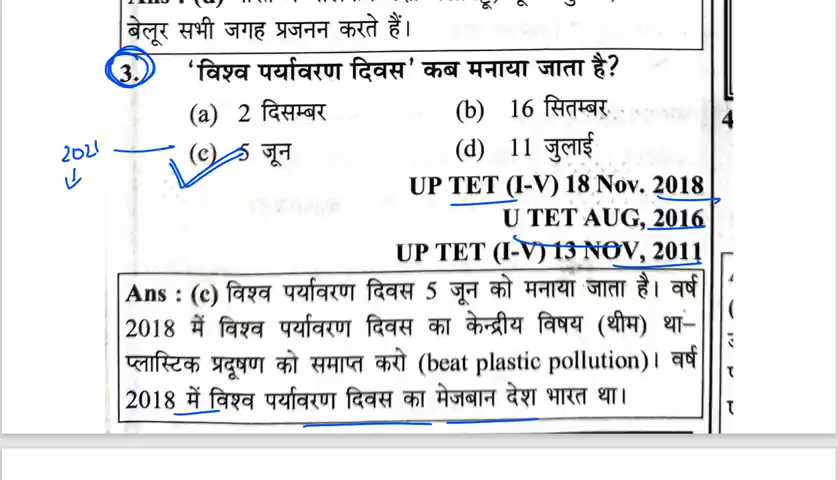 बेलूर सभी जगह प्रजनन करते हैं।
3. 'विश्व पर्यावरण दिवस' कब मनाया जाता है?
(a) 2 दिसम्बर (b) 16 सितम्बर
2021 (c) 5 जून (d) 11 जुलाई
UP TET (I-V) 18 Nov. 2018
U TET AUG, 2016
UP TET (I-V) 13 NOV, 2011
Ans : (c) विश्व पर्यावरण दिवस 5 जून को मनाया जाता है। वर्ष
2018 में विश्व पर्यावरण दिवस का केन्द्रीय विषय (थीम) था–
प्लास्टिक प्रदूषण को समाप्त करो (beat plastic pollution)। वर्ष
2018 में विश्व पर्यावरण दिवस का मेजबान देश भारत था।